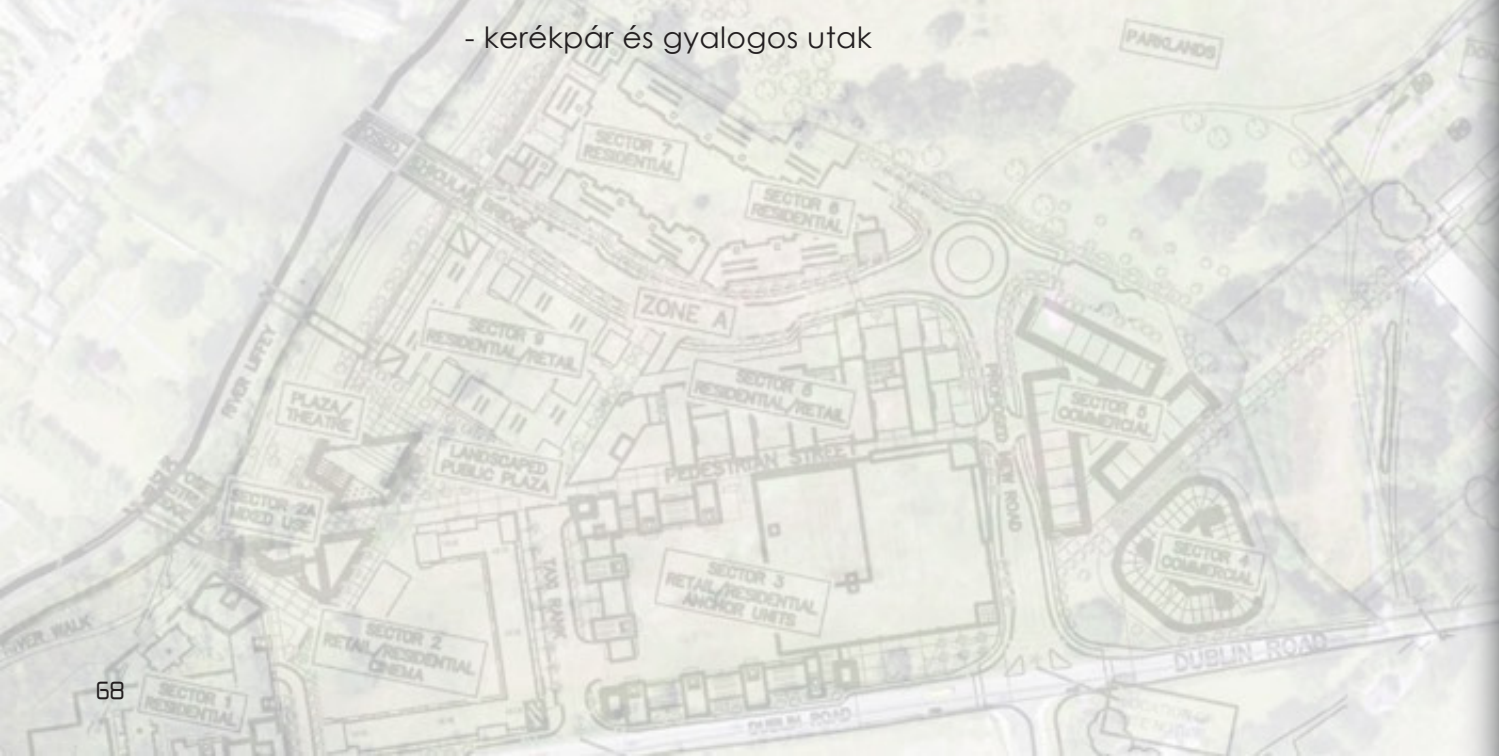 - kerékpár és gyalogos utak
PARKLANDS
SECTOR 7
RESIDENTIAL
SECTOR 6
RESIDENTIAL
BRIDGE
ZONE A
SECTOR 9
RESIDENTIAL/RETAIL
RIVER LIFFEY
RESIDENTIAL/RETAIL
SECTOR 5
COMMERCIAL
PLAZA/
THEATRE
LANDSCAPED
PUBLIC PLAZA
PEDESTRIAN STREET
SECTOR 2A
MIXED USE
SECTOR 3
RETAIL/RESIDENTIAL
ANCHOR UNITS
SECTOR 4
COMMERCIAL
TAXI RANK
RIVER WALK
SECTOR 2
RETAIL/RESIDENTIAL
CINEMA
DUBLIN ROAD
SECTOR 1
RESIDENTIAL
DUBLIN ROAD
68